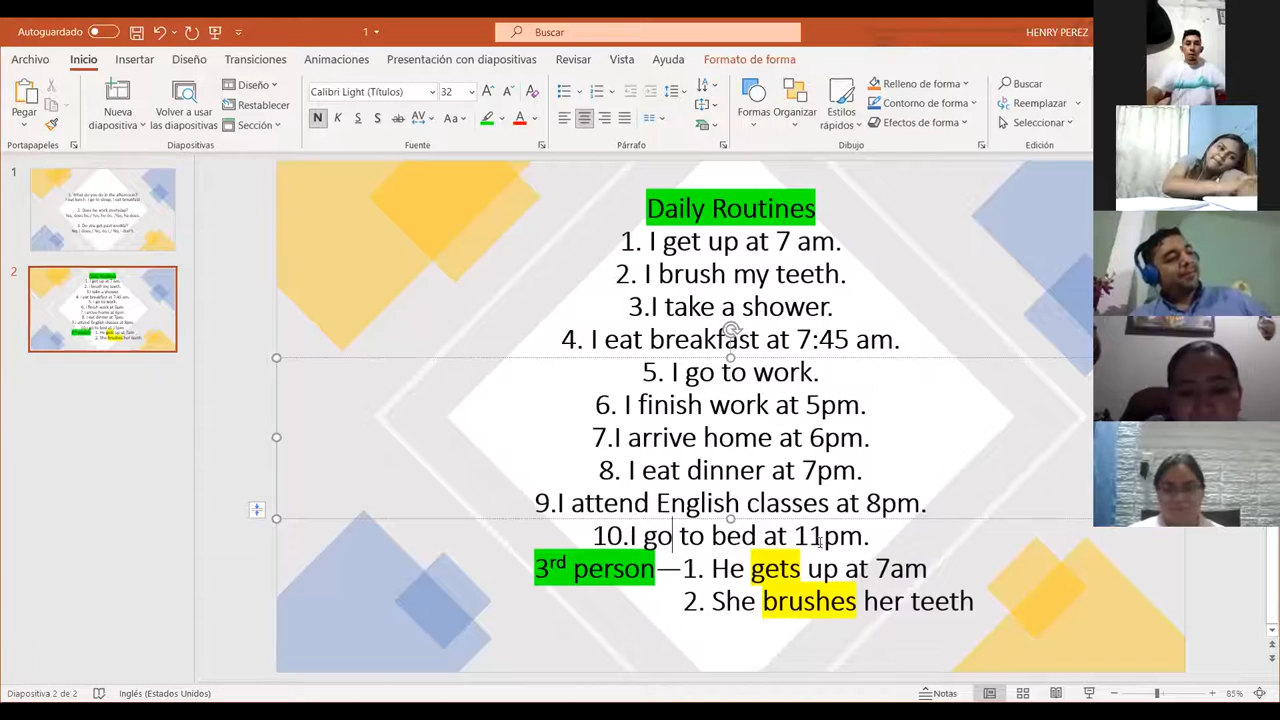 Autoguardado
1
Buscar
HENRY PEREZ
Archivo Inicio Insertar Diseño Transiciones Animaciones Presentación con diapositivas Revisar Vista Ayuda Formato de forma
Pegar
Nueva diapositiva
Volver a usar las diapositivas
Diseño
Restablecer
Sección
Calibri Light (Títulos) 32
Formas
Organizar
Estilos rápidos
Relleno de forma
Contorno de forma
Efectos de forma
Buscar
Reemplazar
Seleccionar
Portapapeles Diapositivas Fuente Párrafo Dibujo Edición
1
2
Daily Routines
1. I get up at 7 am.
2. I brush my teeth.
3.I take a shower.
4. I eat breakfast at 7:45 am.
5. I go to work.
6. I finish work at 5pm.
7.I arrive home at 6pm.
8. I eat dinner at 7pm.
9.I attend English classes at 8pm.
10.I go to bed at 11pm.
3rd person—1. He gets up at 7am
2. She brushes her teeth
Diapositiva 2 de 2 Inglés (Estados Unidos) Notas 85%